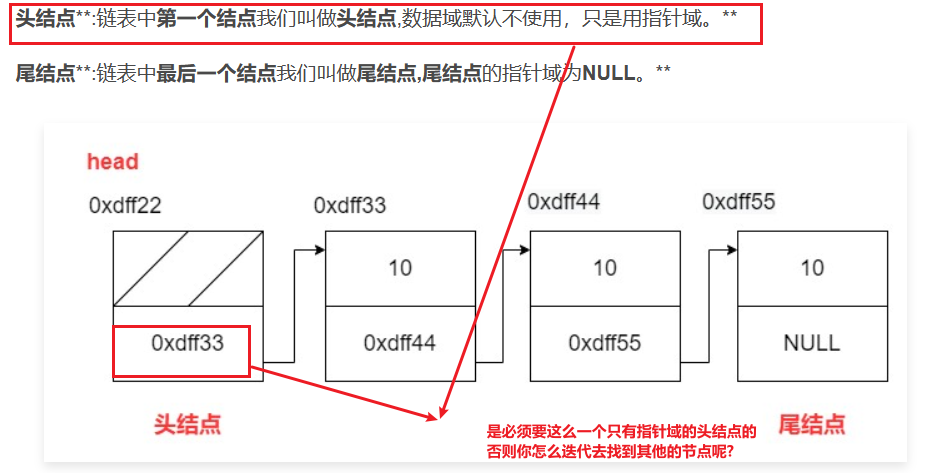 头结点**:链表中第一个结点我们叫做头结点,数据域默认不使用，只是用指针域。**
尾结点**:链表中最后一个结点我们叫做尾结点,尾结点的指针域为NULL。**
head
0xdff22 0xdff33 0xdff44 0xdff55
10 10 10
0xdff33 0xdff44 0xdff55 NULL
头结点 尾结点
是必须要这么一个只有指针域的头结点的
否则你怎么迭代去找到其他的节点呢?